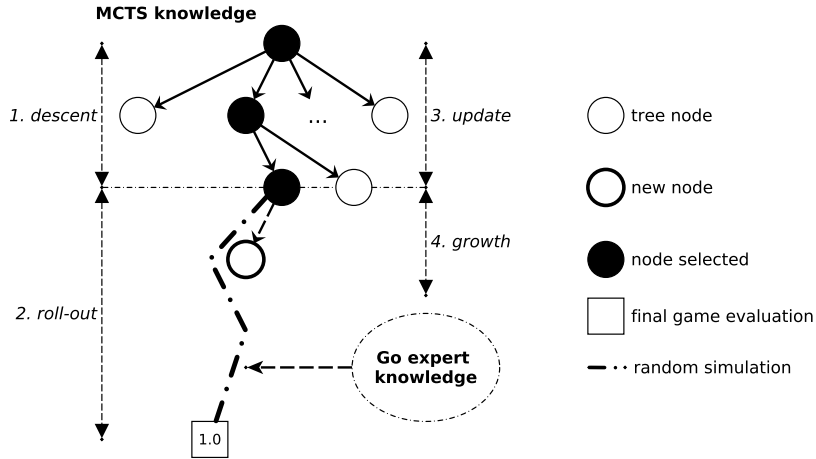 MCTS knowledge
1. descent
...
3. update
4. growth
2. roll-out
Go expert
knowledge
1.0
tree node
new node
node selected
final game evaluation
random simulation